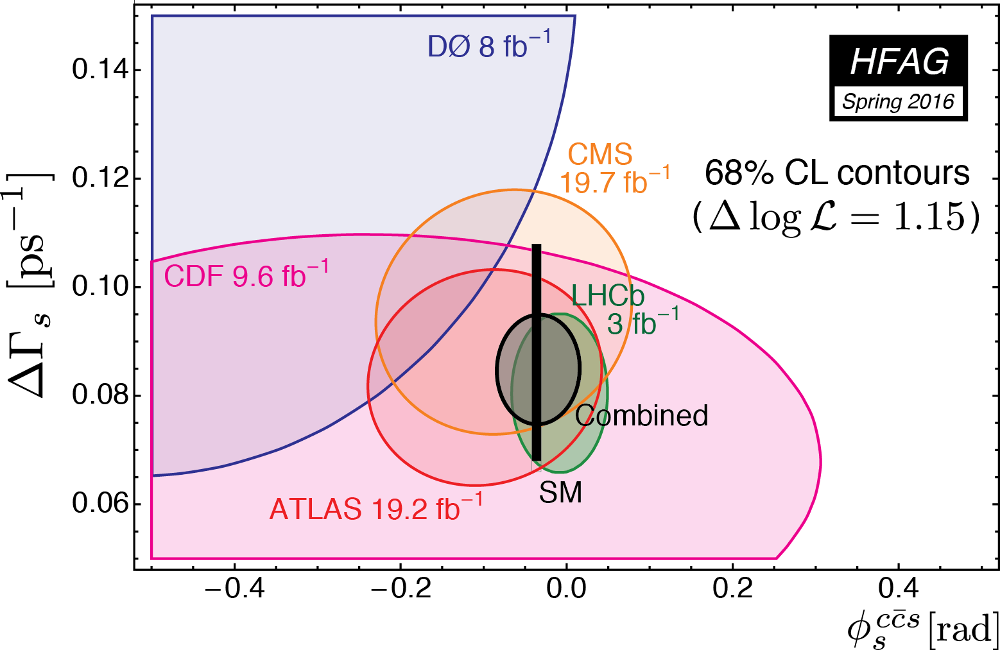 DØ 8 fb⁻¹
HFAG
Spring 2016
CMS
19.7 fb⁻¹
68% CL contours
(Δ log ℒ = 1.15)
CDF 9.6 fb⁻¹
LHCb
3 fb⁻¹
Combined
SM
ATLAS 19.2 fb⁻¹
ΔΓₛ [ps⁻¹]
0.14
0.12
0.10
0.08
0.06
−0.4 −0.2 0.0 0.2 0.4
ϕₛᶜᶜ̄ˢ [rad]